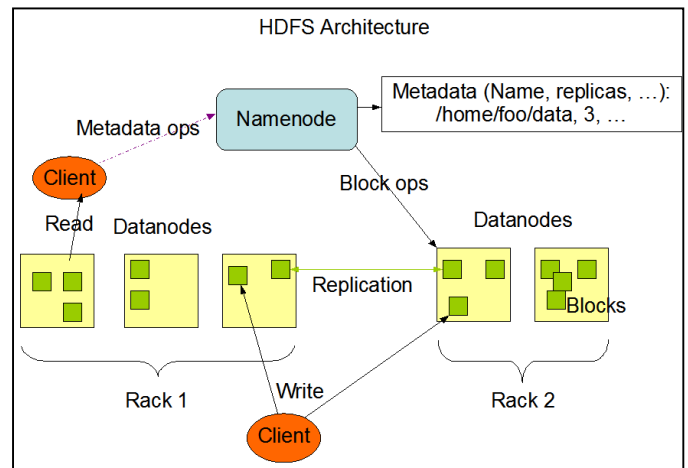 HDFS Architecture
Metadata (Name, replicas, ...):
/home/foo/data, 3, ...
Namenode
Metadata ops
Client
Block ops
Read
Datanodes
Datanodes
Replication
Blocks
Write
Rack 1
Rack 2
Client